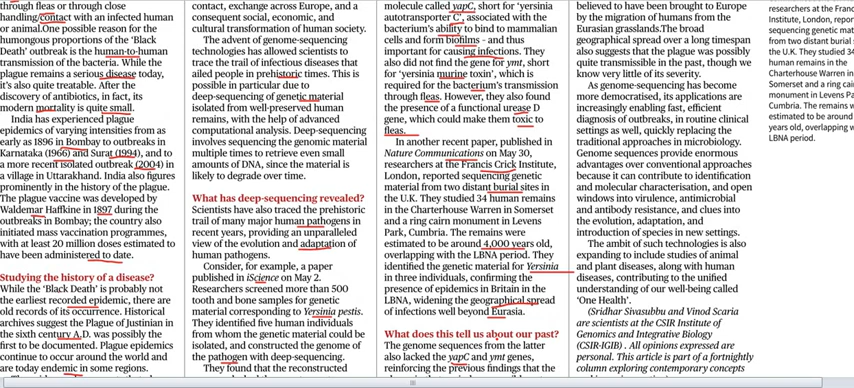 through fleas or through close
handling/contact with an infected human
or animal.One possible reason for the
humongous proportions of the ‘Black
Death’ outbreak is the human-to-human
transmission of the bacteria. While the
plague remains a serious disease today,
it’s also quite treatable. After the
discovery of antibiotics, in fact, its
modern mortality is quite small.
India has experienced plague
epidemics of varying intensities from as
early as 1896 in Bombay to outbreaks in
Karnataka (1966) and Surat (1994), and to
a more recent isolated outbreak (2004) in
a village in Uttarakhand. India also figures
prominently in the history of the plague.
The plague vaccine was developed by
Waldemar Haffkine in 1897 during the
outbreaks in Bombay; the country also
initiated mass vaccination programmes,
with at least 20 million doses estimated to
have been administered to date.
Studying the history of a disease?
While the ‘Black Death’ is probably not
the earliest recorded epidemic, there are
old records of its occurrence. Historical
archives suggest the Plague of Justinian in
the sixth century A.D. was possibly the
first to be documented. Plague epidemics
continue to occur around the world and
are today endemic in some regions.
contact, exchange across Europe, and a
consequent social, economic, and
cultural transformation of human society.
The advent of genome-sequencing
technologies has allowed scientists to
trace the trail of infectious diseases that
ailed people in prehistoric times. This is
possible in particular due to
deep-sequencing of genetic material
isolated from well-preserved human
remains, with the help of advanced
computational analysis. Deep-sequencing
involves sequencing the genomic material
multiple times to retrieve even small
amounts of DNA, since the material is
likely to degrade over time.
What has deep-sequencing revealed?
Scientists have also traced the prehistoric
trail of many major human pathogens in
recent years, providing an unparalleled
view of the evolution and adaptation of
human pathogens.
Consider, for example, a paper
published in iScience on May 2.
Researchers screened more than 500
tooth and bone samples for genetic
material corresponding to Yersinia pestis.
They identified five human individuals
from whom the genetic material could be
isolated, and constructed the genome of
the pathogen with deep-sequencing.
They found that the reconstructed
molecule called yapC, short for ‘yersinia
autotransporter C’, associated with the
bacterium’s ability to bind to mammalian
cells and form biofilms – and thus
important for causing infections. They
also did not find the gene for ymt, short
for ‘yersinia murine toxin’, which is
required for the bacterium’s transmission
through fleas. However, they also found
the presence of a functional urease D
gene, which could make them toxic to
fleas.
In another recent paper, published in
Nature Communications on May 30,
researchers at the Francis Crick Institute,
London, reported sequencing genetic
material from two distant burial sites in
the U.K. They studied 34 human remains
in the Charterhouse Warren in Somerset
and a ring cairn monument in Levens
Park, Cumbria. The remains were
estimated to be around 4,000 years old,
overlapping with the LBNA period. They
identified the genetic material for Yersinia
in three individuals, confirming the
presence of epidemics in Britain in the
LBNA, widening the geographical spread
of infections well beyond Eurasia.
What does this tell us about our past?
The genome sequences from the latter
also lacked the yapC and ymt genes,
reinforcing the previous findings that the
believed to have been brought to Europe
by the migration of humans from the
Eurasian grasslands.The broad
geographical spread over a long timespan
also suggests that the plague was possibly
quite transmissible in the past, though we
know very little of its severity.
As genome-sequencing has become
more democratised, its applications are
increasingly enabling fast, efficient
diagnosis of outbreaks, in routine clinical
settings as well, quickly replacing the
traditional approaches in microbiology.
Genome sequences provide enormous
advantages over conventional approaches
because it can contribute to identification
and molecular characterisation, and open
windows into virulence, antimicrobial
and antibody resistance, and clues into
the evolution, adaptation, and
introduction of species in new settings.
The ambit of such technologies is also
expanding to include studies of animal
and plant diseases, along with human
diseases, contributing to the unified
understanding of our well-being called
‘One Health’.
(Sridhar Sivasubbu and Vinod Scaria
are scientists at the CSIR Institute of
Genomics and Integrative Biology
(CSIR-IGIB) . All opinions expressed are
personal. This article is part of a fortnightly
column exploring contemporary concepts
researchers at the Franc
Institute, London, repor
sequencing genetic mat
from two distant burial s
the U.K. They studied 34
human remains in the
Charterhouse Warren in
Somerset and a ring cair
monument in Levens Pa
Cumbria. The remains w
estimated to be around
years old, overlapping w
LBNA period.